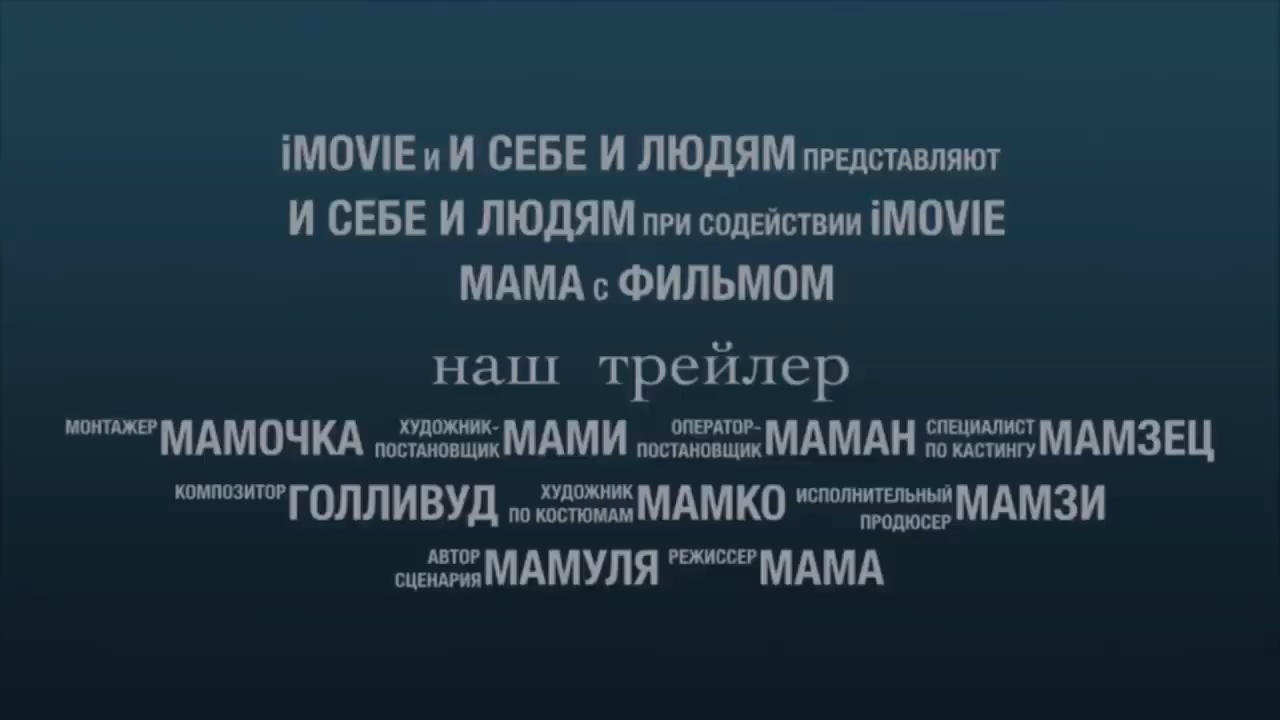 iMOVIE и И СЕБЕ И ЛЮДЯМ ПРЕДСТАВЛЯЮТ
И СЕБЕ И ЛЮДЯМ ПРИ СОДЕЙСТВИИ iMOVIE
МАМА с ФИЛЬМОМ
наш трейлер
МОНТАЖЕР МАМОЧКА ХУДОЖНИК-ПОСТАНОВЩИК МАМИ ОПЕРАТОР-ПОСТАНОВЩИК МАМАН СПЕЦИАЛИСТ ПО КАСТИНГУ МАМЗЕЦ
КОМПОЗИТОР ГОЛЛИВУД ХУДОЖНИК ПО КОСТЮМАМ МАМКО ИСПОЛНИТЕЛЬНЫЙ ПРОДЮСЕР МАМЗИ
АВТОР СЦЕНАРИЯ МАМУЛЯ РЕЖИССЕР МАМА